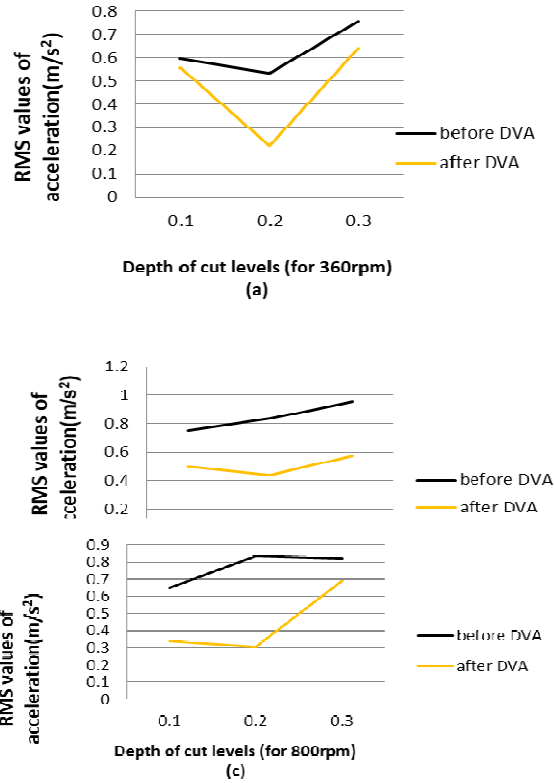 0.8
0.7
0.6
0.5
0.4
0.3
0.2
0.1
0
RMS values of
acceleration(m/s²)
before DVA
after DVA
0.1 0.2 0.3
Depth of cut levels (for 360rpm)
(a)
1.2
1
0.8
0.6
0.4
0.2
RMS values of
cceleration(m/s²)
before DVA
after DVA
0.9
0.8
0.7
0.6
0.5
0.4
0.3
0.2
0.1
0
RMS values of
acceleration(m/s²)
before DVA
after DVA
0.1 0.2 0.3
Depth of cut levels (for 800rpm)
(c)